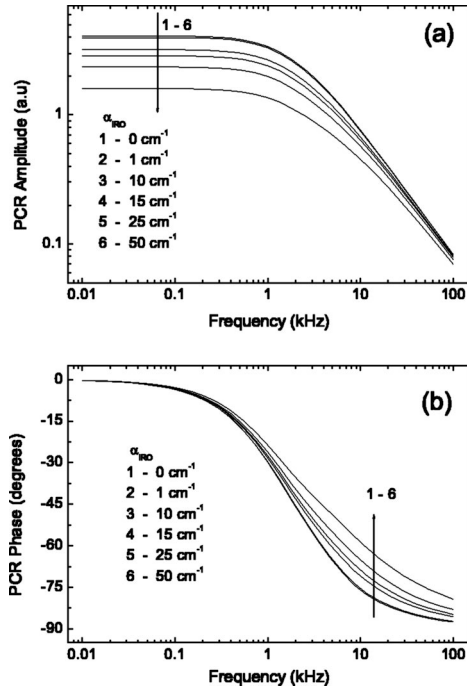 1 - 6
(a)
PCR Amplitude (a.u)
1
0.1
α_IRO
1 - 0 cm⁻¹
2 - 1 cm⁻¹
3 - 10 cm⁻¹
4 - 15 cm⁻¹
5 - 25 cm⁻¹
6 - 50 cm⁻¹
0.01 0.1 1 10 100
Frequency (kHz)
(b)
PCR Phase (degrees)
0
-15
-30
-45
-60
-75
-90
α_IRO
1 - 0 cm⁻¹
2 - 1 cm⁻¹
3 - 10 cm⁻¹
4 - 15 cm⁻¹
5 - 25 cm⁻¹
6 - 50 cm⁻¹
1 - 6
0.01 0.1 1 10 100
Frequency (kHz)